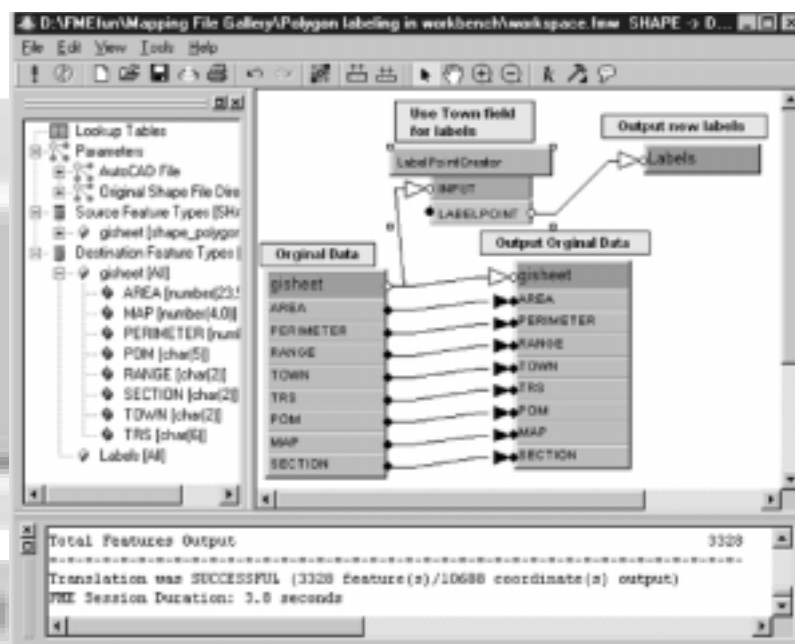 D:\FMEfun\Mapping File Gallery\Polygon labeling in workbench\workspace.fmw SHAPE -> D...
File Edit View Tools Help
Lookup Tables
Parameters
AutoCAD File
Original Shape File Dire
Source Feature Types [SHA
gisheet [shape_polygon
Destination Feature Types [
gisheet [All]
AREA [number(23,5
MAP [number(4,0)]
PERIMETER [numb
POM [char(5)]
RANGE [char(2)]
SECTION [char(2)]
TOWN [char(2)]
TRS [char(6)]
Labels [All]
Use Town field
for labels
Output new labels
LabelPointCreator
INPUT
LABELPOINT
Labels
Orginal Data
gisheet
AREA
PERIMETER
RANGE
TOWN
TRS
POM
MAP
SECTION
Output Orginal Data
gisheet
AREA
PERIMETER
RANGE
TOWN
TRS
POM
MAP
SECTION
Total Features Output 3328
Translation was SUCCESSFUL (3328 feature(s)/10688 coordinate(s) output)
FME Session Duration: 3.8 seconds